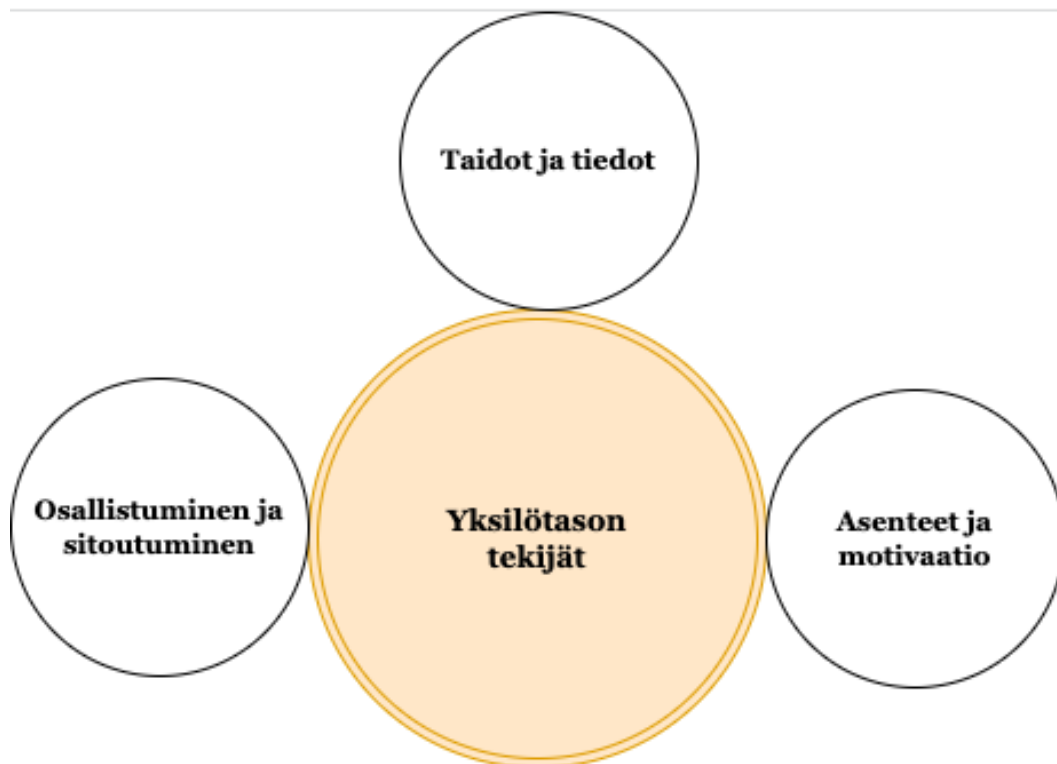 Taidot ja tiedot
Osallistuminen ja
sitoutuminen
Yksilötason
tekijät
Asenteet ja
motivaatio